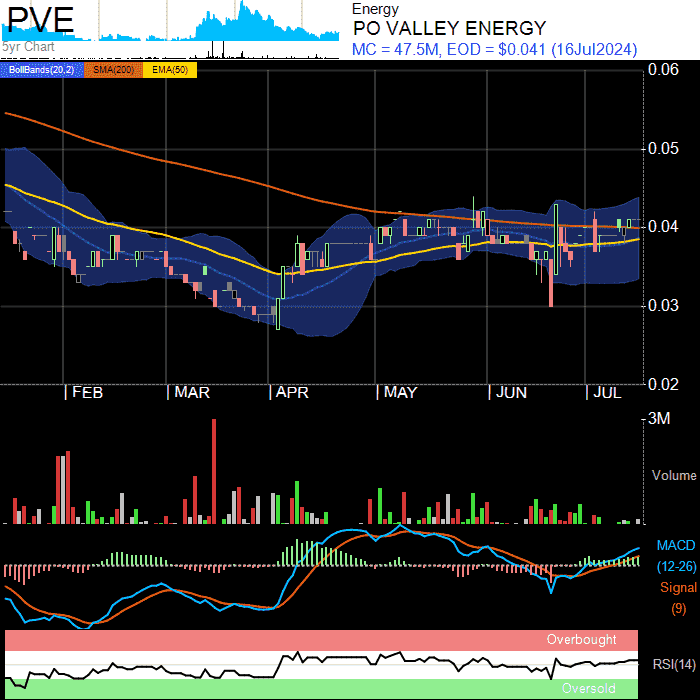 PVE
Energy
PO VALLEY ENERGY
5yr Chart
MC = 47.5M, EOD = $0.041 (16Jul2024)
BollBands(20,2) SMA(200) EMA(50)
0.06
0.05
0.04
0.03
0.02
FEB MAR APR MAY JUN JUL
3M
Volume
MACD
(12-26)
Signal
(9)
Overbought
RSI(14)
Oversold